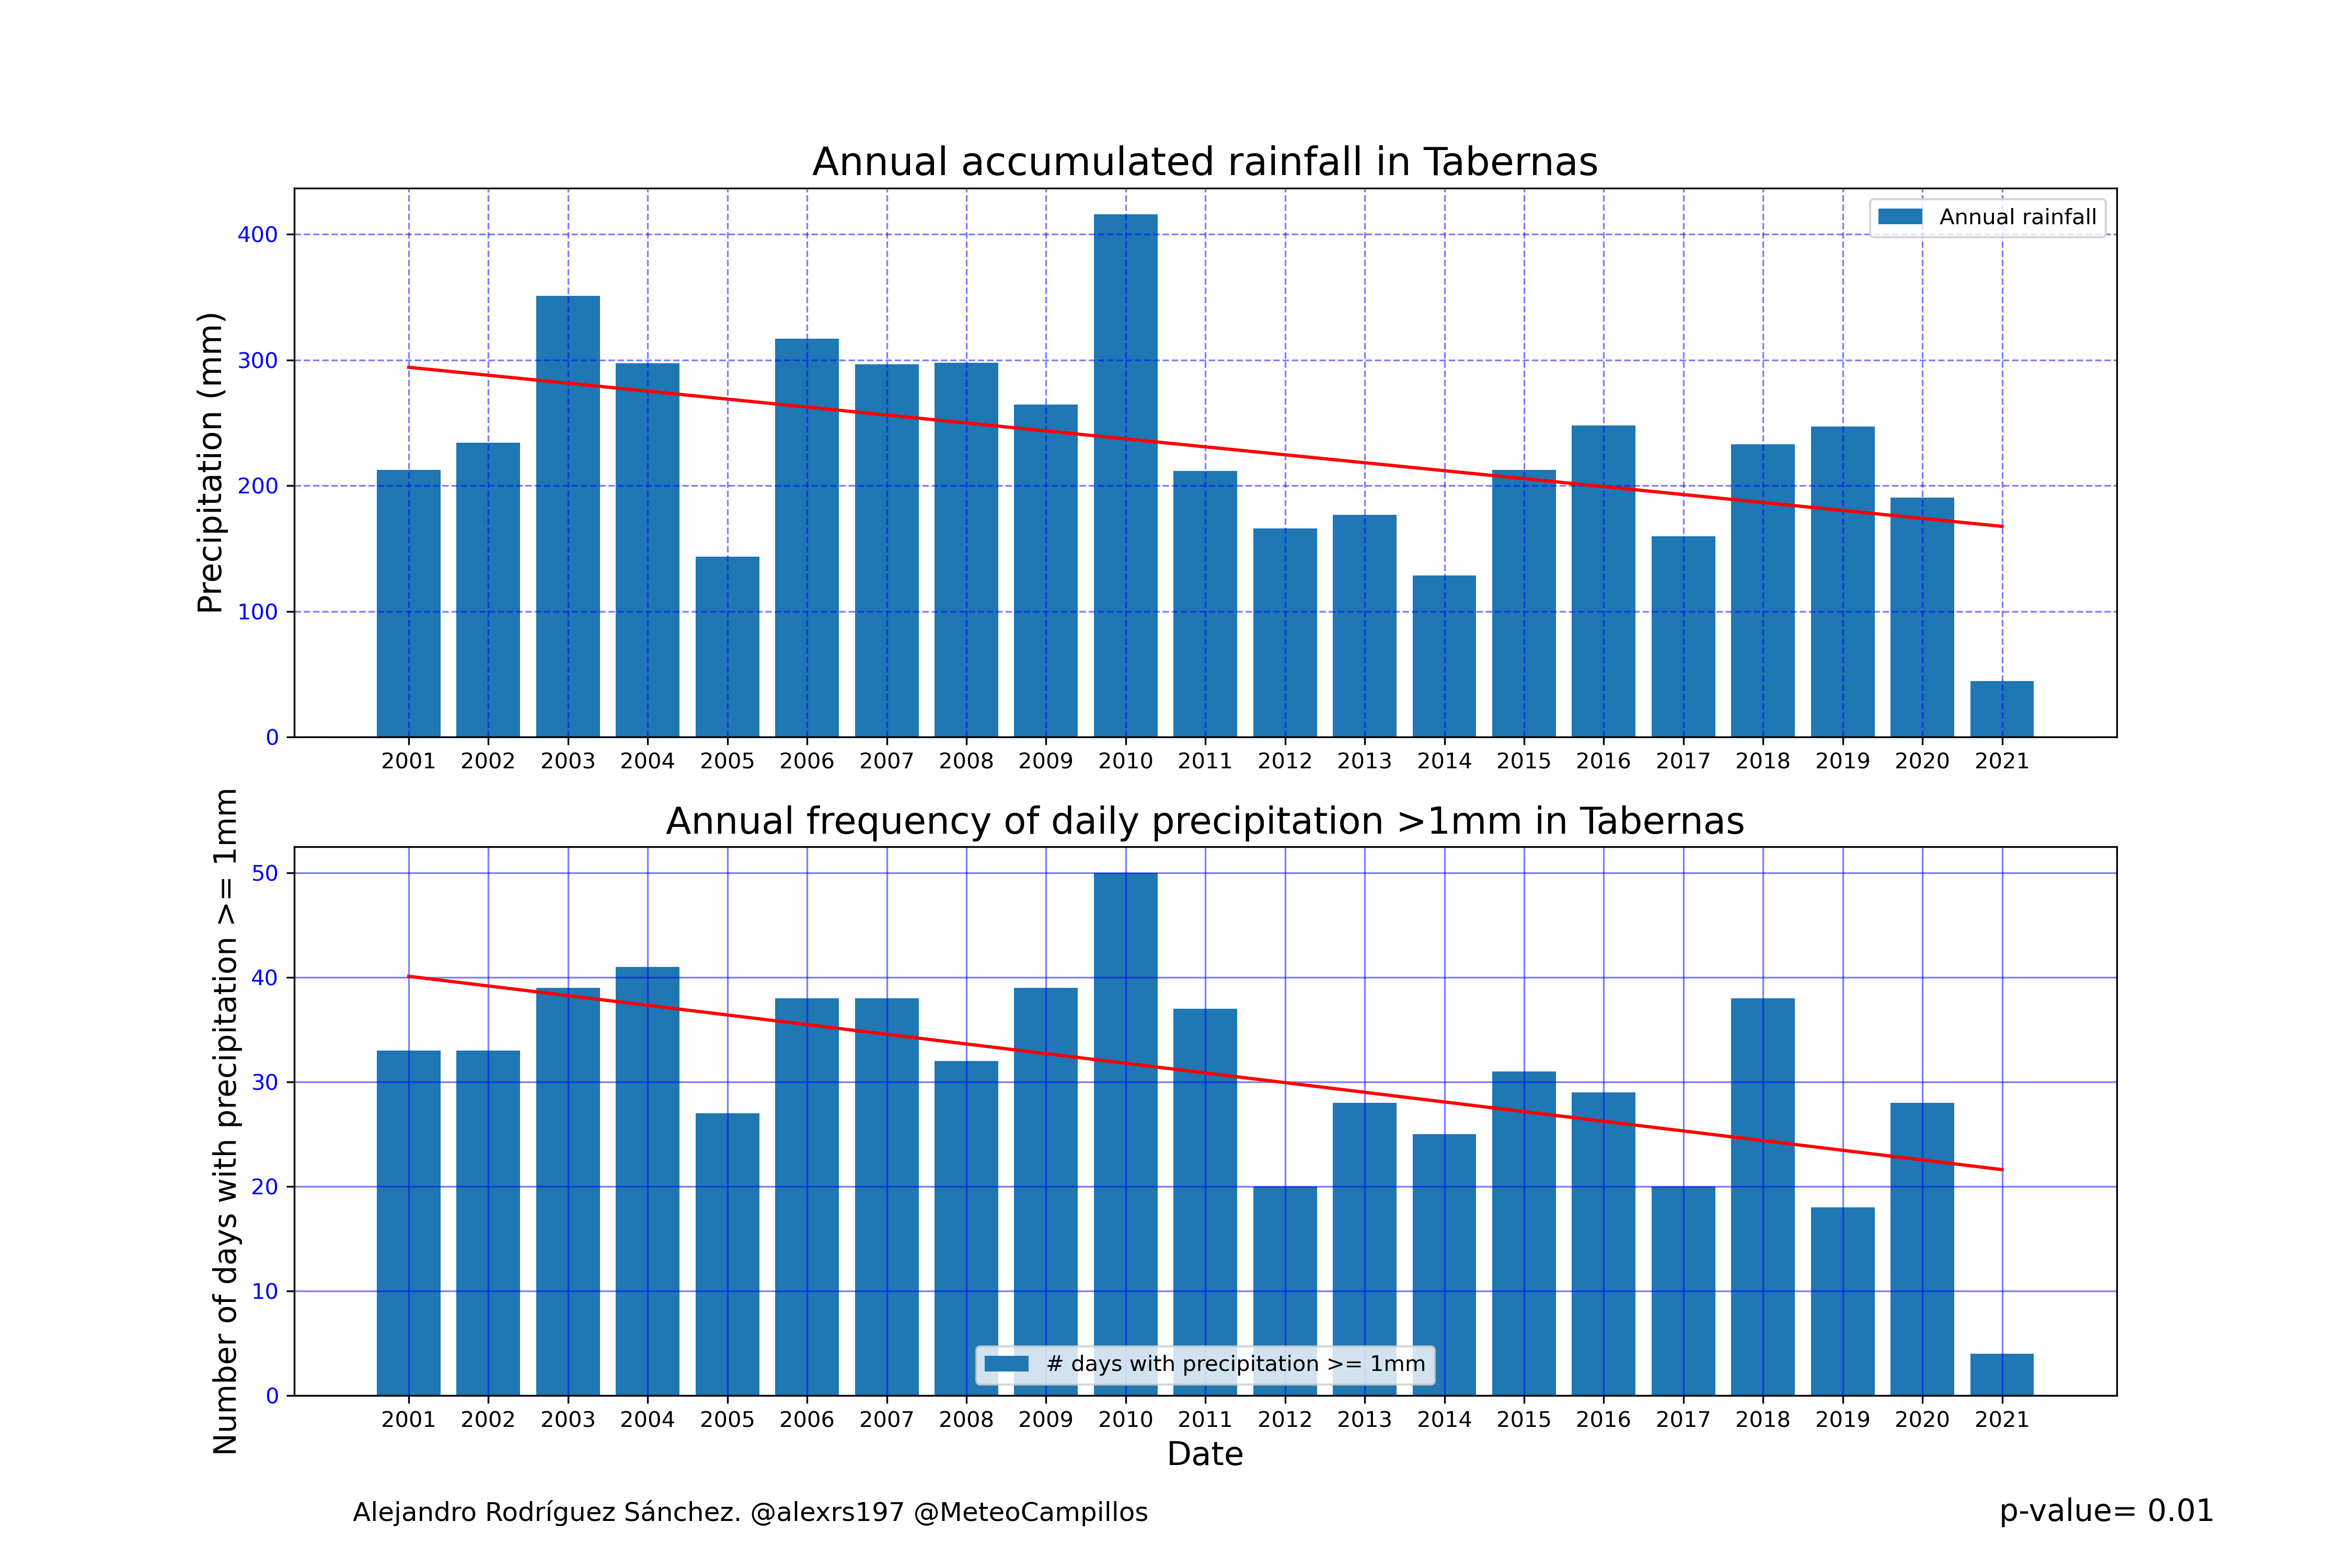 Annual accumulated rainfall in Tabernas
Precipitation (mm)
400
300
200
100
0
Annual rainfall
2001 2002 2003 2004 2005 2006 2007 2008 2009 2010 2011 2012 2013 2014 2015 2016 2017 2018 2019 2020 2021
Annual frequency of daily precipitation >1mm in Tabernas
Number of days with precipitation >= 1mm
50
40
30
20
10
0
# days with precipitation >= 1mm
2001 2002 2003 2004 2005 2006 2007 2008 2009 2010 2011 2012 2013 2014 2015 2016 2017 2018 2019 2020 2021
Date
Alejandro Rodríguez Sánchez. @alexrs197 @MeteoCampillos
p-value= 0.01